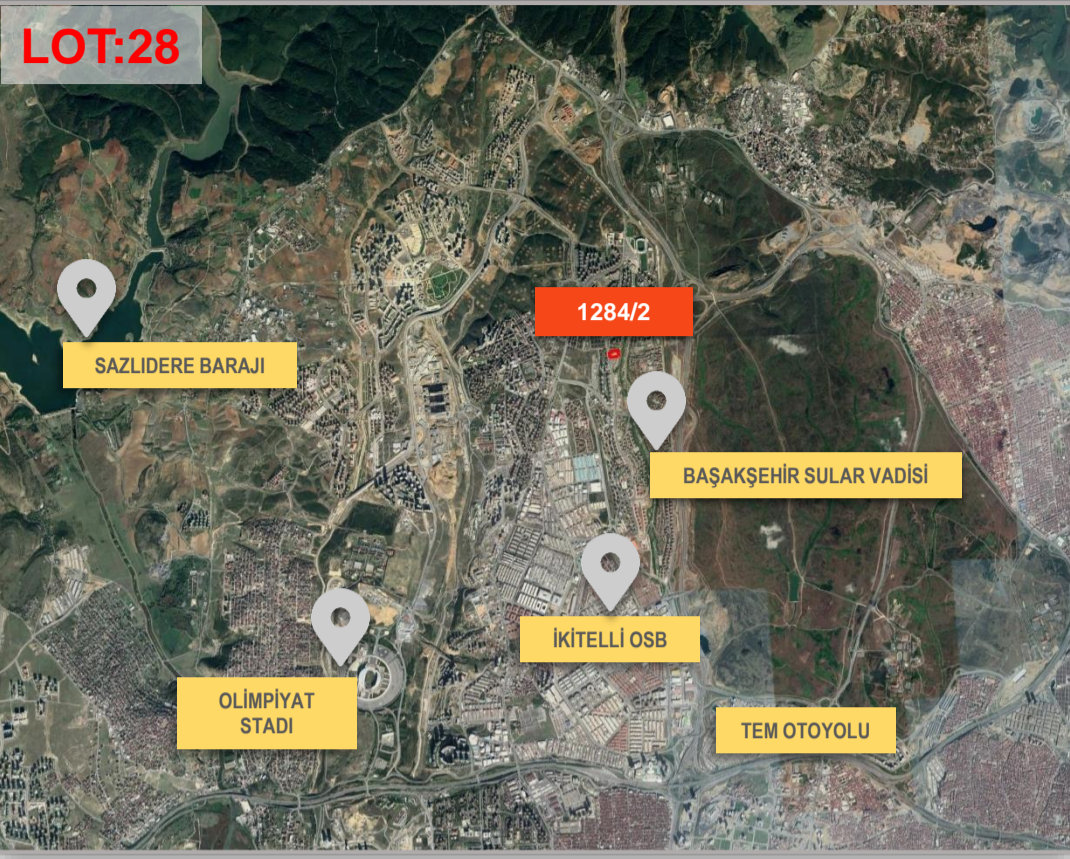 LOT:28
1284/2
SAZLIDERE BARAJI
BAŞAKŞEHİR SULAR VADİSİ
İKİTELLİ OSB
OLİMPİYAT
STADI
TEM OTOYOLU